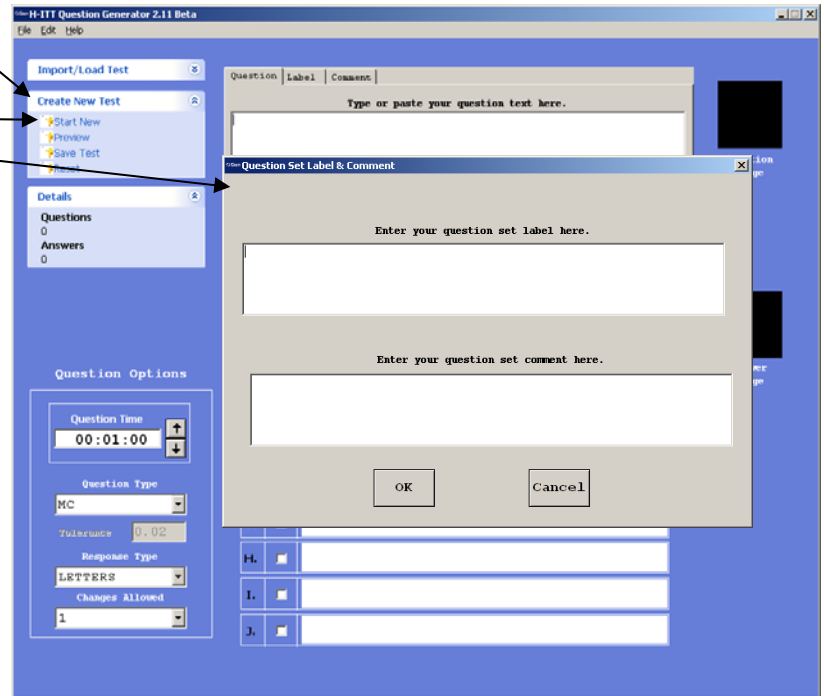 H-ITT Question Generator 2.11 Beta
File Edit Help
Import/Load Test
Create New Test
Start New
Preview
Save Test
Reset
Details
Questions
0
Answers
0
Question Options
Question Time
00:01:00
Question Type
MC
Tolerance 0.02
Response Type
LETTERS
Changes Allowed
1
Question Label Comment
Type or paste your question text here.
Question Set Label & Comment
Enter your question set label here.
Enter your question set comment here.
OK Cancel
H.
I.
J.